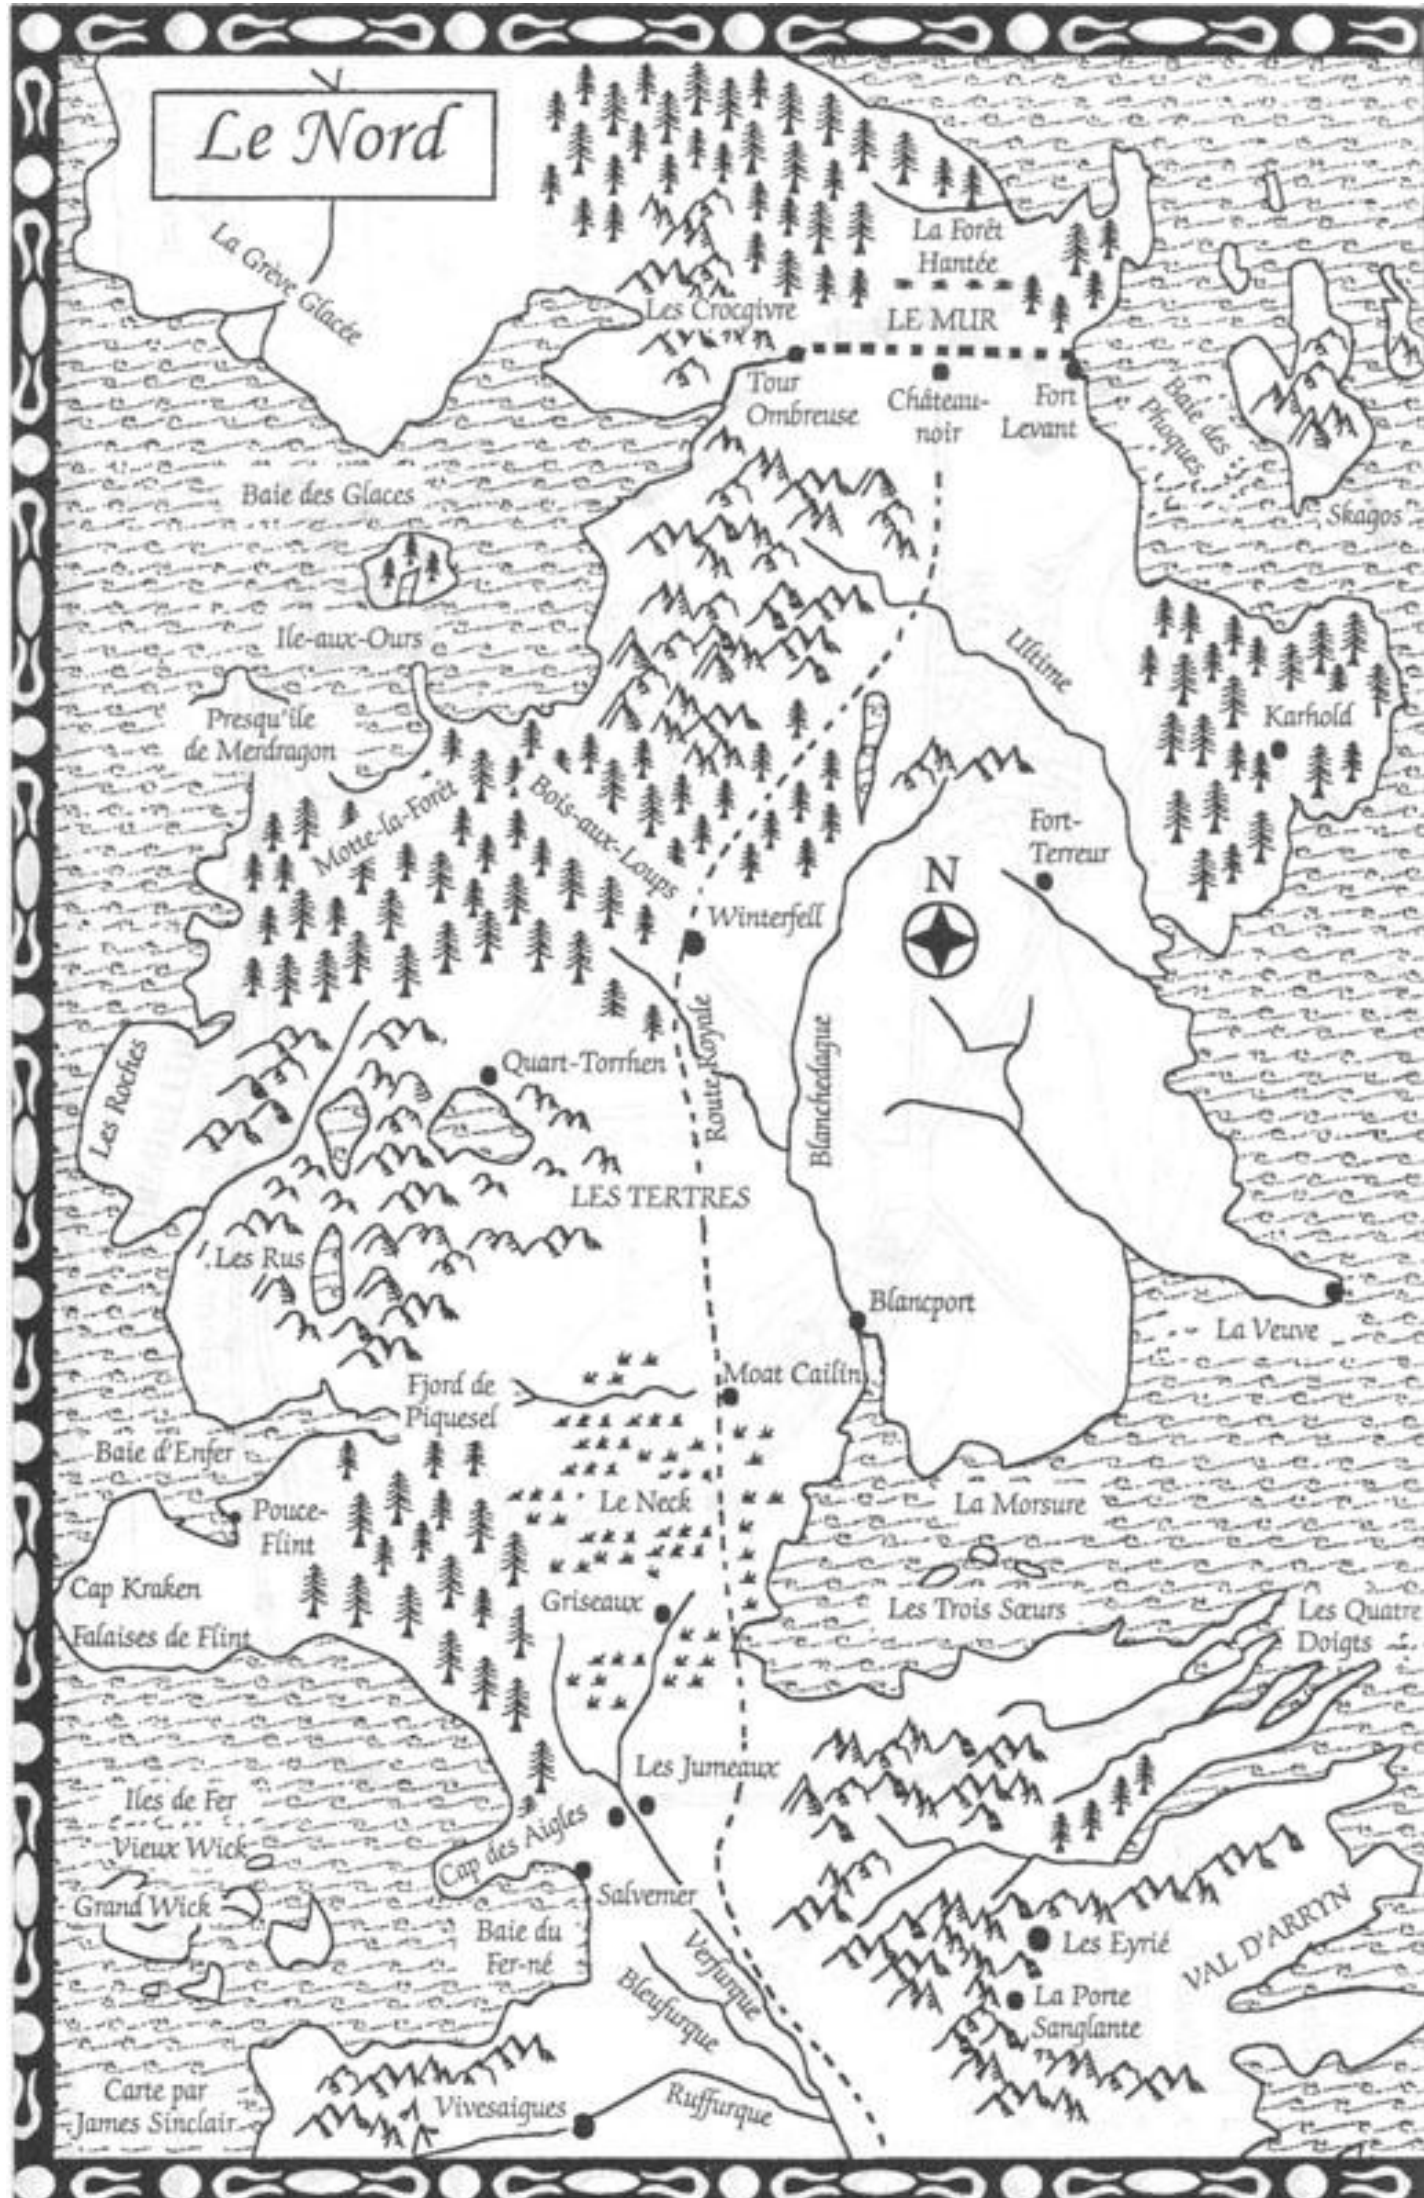 Le Nord
La Grève Glacée
La Forêt
Hantée
Les Crocgivre
LE MUR
Tour
Ombreuse
Château-
noir
Fort
Levant
Baie des
Phoques
Skagos
Baie des Glaces
Ile-aux-Ours
Ultime
Presqu'ile
de Merdragon
Karhold
Motte-la-Forêt
Bois-aux-Loups
Fort-
Terreur
N
Winterfell
Route Royale
Blanchedague
Les Roches
Quart-Torrhen
LES TERTRES
Les Rus
Blancport
La Veuve
Moat Cailin
Fjord de
Piquesel
Baie d'Enfer
Le Neck
La Morsure
Pouce-
Flint
Cap Kraken
Falaises de Flint
Griseaux
Les Trois Sœurs
Les Quatre
Doigts
Les Jumeaux
Iles de Fer
Vieux Wick
Cap des Aigles
Grand Wick
Salvemer
Baie du
Fer-né
Verfurque
Bleufurque
Les Eyrié
VAL D'ARRYN
La Porte
Sanglante
Carte par
James Sinclair
Vivesaigues
Ruffurque